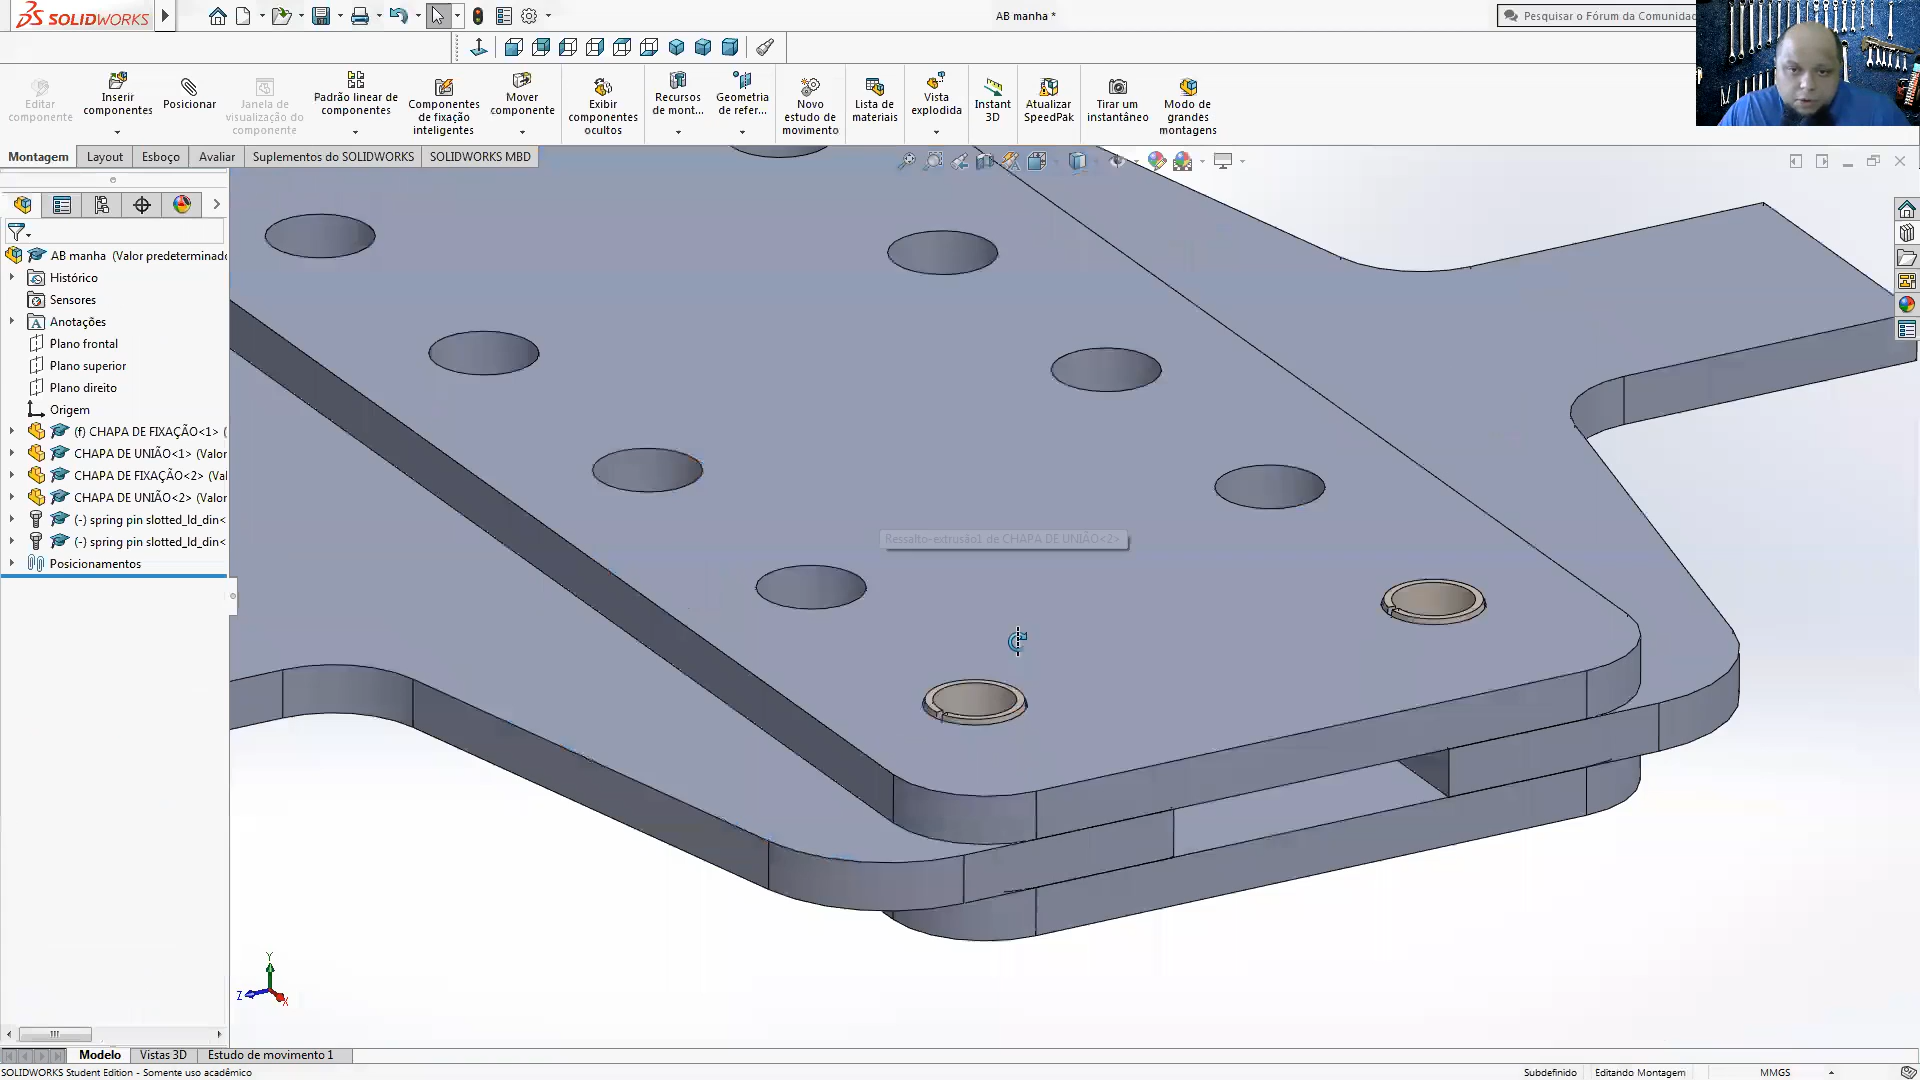 SOLIDWORKS
AB manha *
Pesquisar o Fórum da Comunidad
Editar componente
Inserir componentes
Posicionar
Janela de visualização do componente
Padrão linear de componentes
Componentes de fixação inteligentes
Mover componente
Exibir componentes ocultos
Recursos de mont...
Geometria de refer...
Novo estudo de movimento
Lista de materiais
Vista explodida
Instant 3D
Atualizar SpeedPak
Tirar um instantâneo
Modo de grandes montagens
Montagem
Layout
Esboço
Avaliar
Suplementos do SOLIDWORKS
SOLIDWORKS MBD
AB manha (Valor predeterminado
Histórico
Sensores
Anotações
Plano frontal
Plano superior
Plano direito
Origem
(f) CHAPA DE FIXAÇÃO<1> (
CHAPA DE UNIÃO<1> (Valor
CHAPA DE FIXAÇÃO<2> (Val
CHAPA DE UNIÃO<2> (Valor
(-) spring pin slotted_ld_din<
(-) spring pin slotted_ld_din<
Posicionamentos
Ressalto-extrusão1 de CHAPA DE UNIÃO<2>
Y
Z
X
Modelo
Vistas 3D
Estudo de movimento 1
SOLIDWORKS Student Edition - Somente uso acadêmico
Subdefinido
Editando Montagem
MMGS